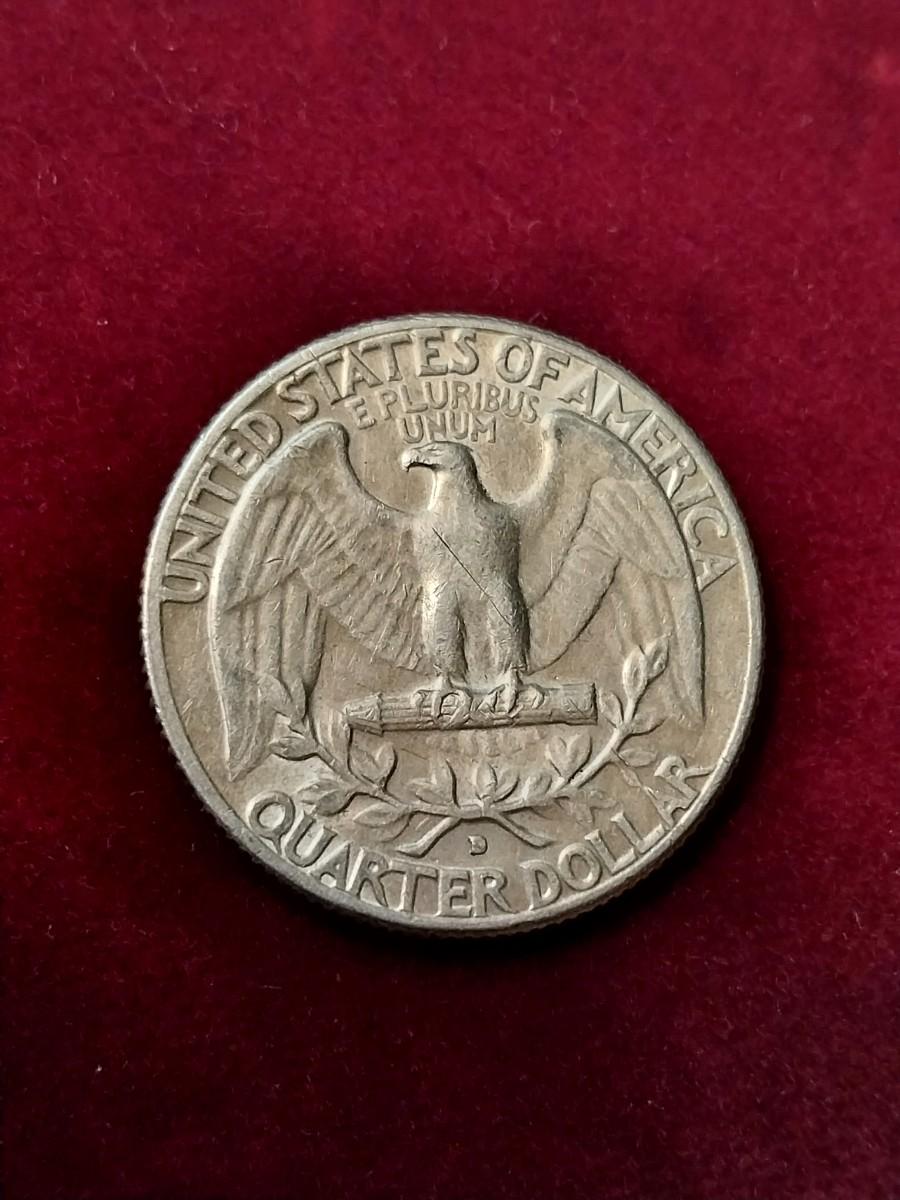 UNITED STATES OF AMERICA
E PLURIBUS
UNUM
D
QUARTER DOLLAR